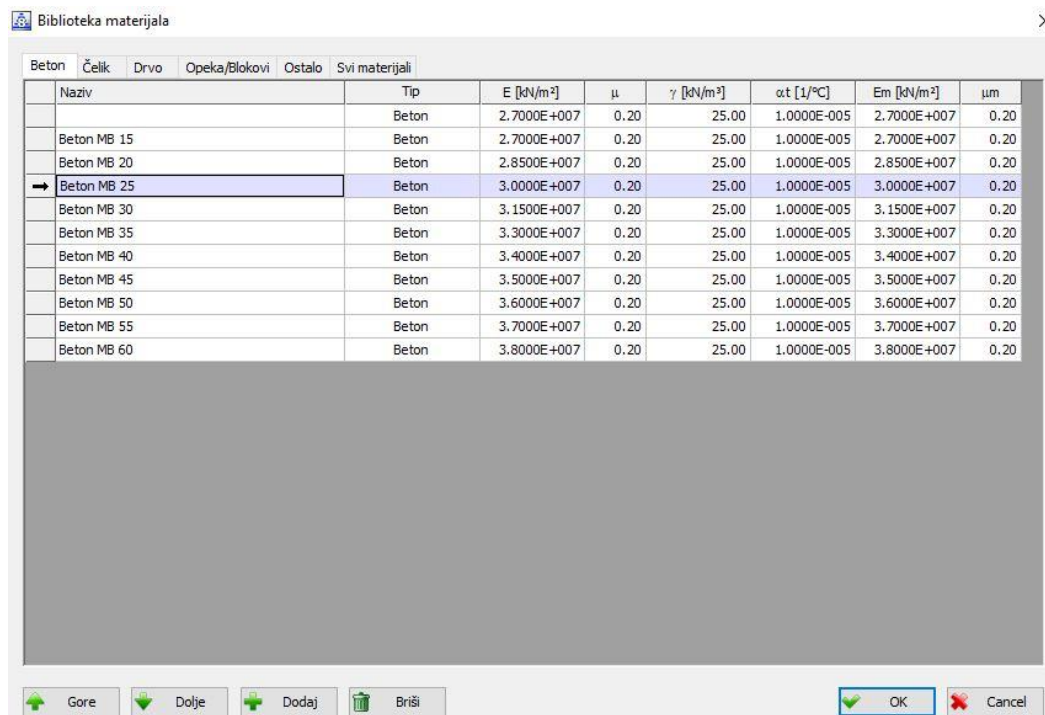 Biblioteka materijala
Beton Čelik Drvo Opeka/Blokovi Ostalo Svi materijali
Naziv Tip E [kN/m²] μ γ [kN/m³] αt [1/°C] Em [kN/m²] μm
Beton 2.7000E+007 0.20 25.00 1.0000E-005 2.7000E+007 0.20
Beton MB 15 Beton 2.7000E+007 0.20 25.00 1.0000E-005 2.7000E+007 0.20
Beton MB 20 Beton 2.8500E+007 0.20 25.00 1.0000E-005 2.8500E+007 0.20
Beton MB 25 Beton 3.0000E+007 0.20 25.00 1.0000E-005 3.0000E+007 0.20
Beton MB 30 Beton 3.1500E+007 0.20 25.00 1.0000E-005 3.1500E+007 0.20
Beton MB 35 Beton 3.3000E+007 0.20 25.00 1.0000E-005 3.3000E+007 0.20
Beton MB 40 Beton 3.4000E+007 0.20 25.00 1.0000E-005 3.4000E+007 0.20
Beton MB 45 Beton 3.5000E+007 0.20 25.00 1.0000E-005 3.5000E+007 0.20
Beton MB 50 Beton 3.6000E+007 0.20 25.00 1.0000E-005 3.6000E+007 0.20
Beton MB 55 Beton 3.7000E+007 0.20 25.00 1.0000E-005 3.7000E+007 0.20
Beton MB 60 Beton 3.8000E+007 0.20 25.00 1.0000E-005 3.8000E+007 0.20
Gore Dolje Dodaj Briši OK Cancel